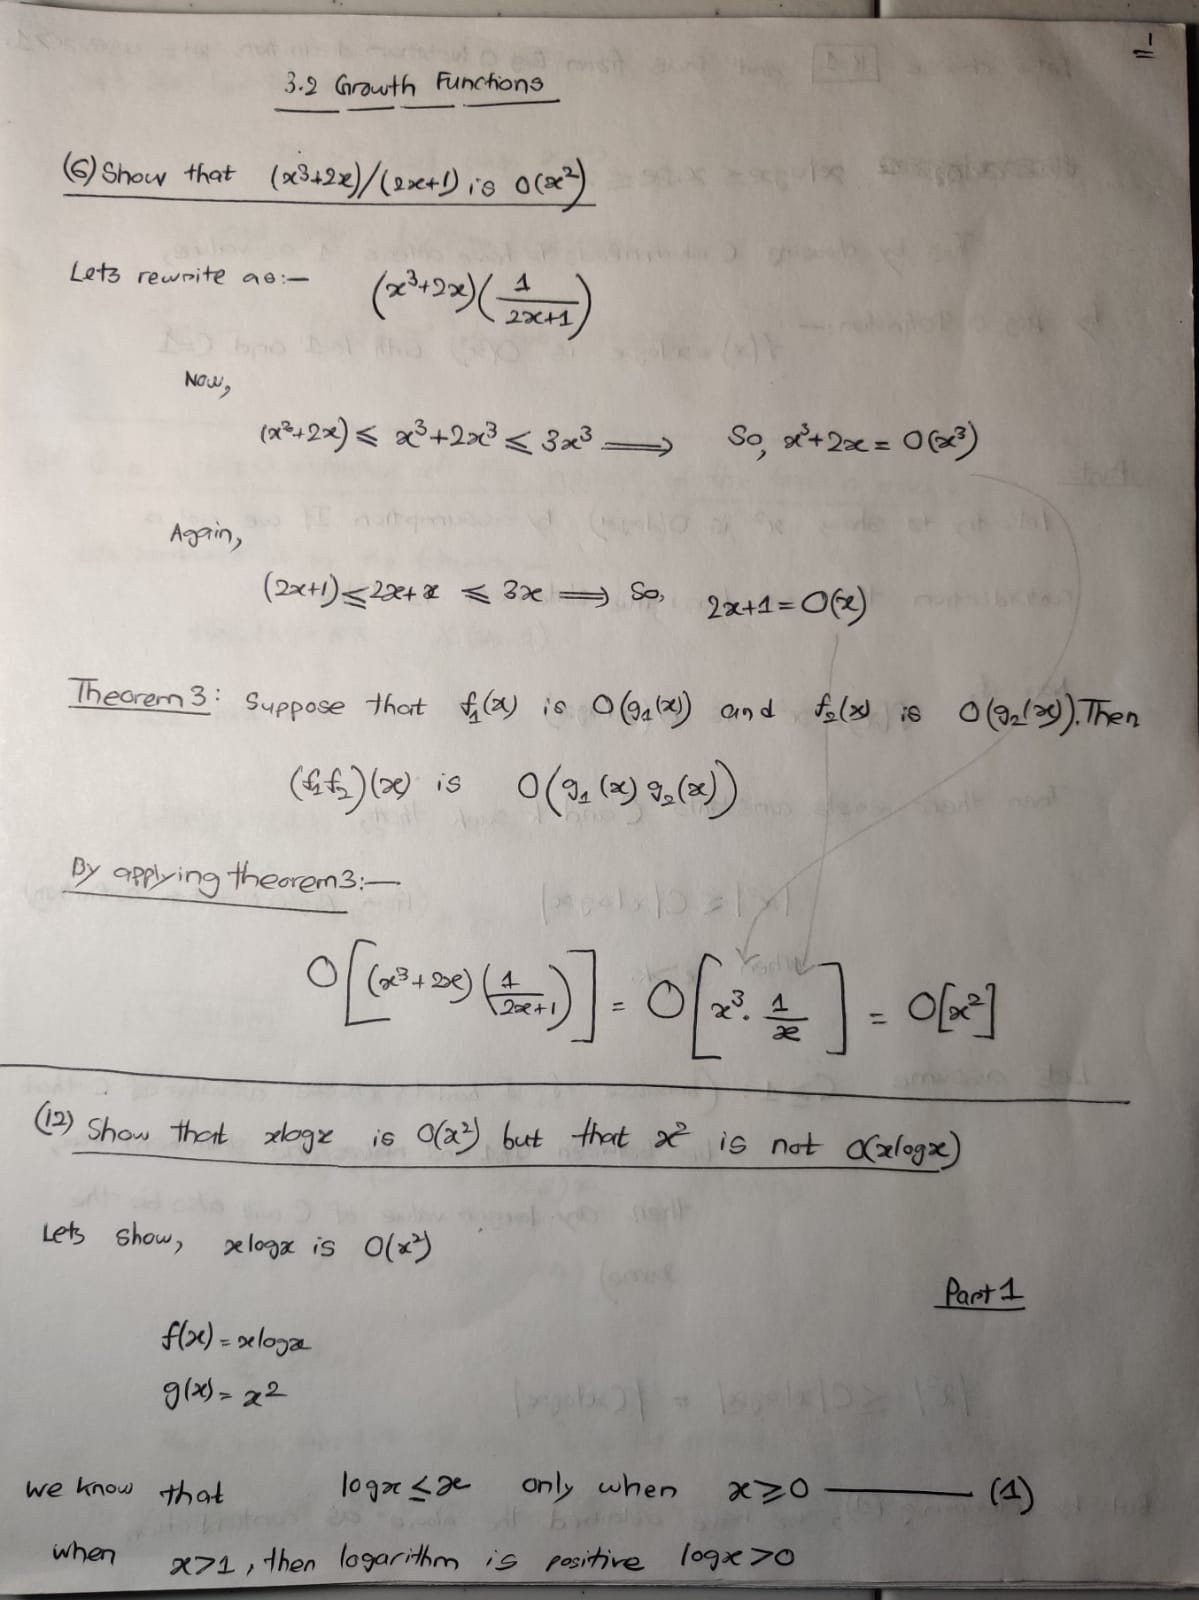 1
3.2 Growth Functions
(6) Show that (x³+2x)/(2x+1) is O(x²)
Lets rewrite as:— (x³+2x)(1/2x+1)
Now,
(x²+2x) ⩽ x³+2x³ ⩽ 3x³ ⟹ So, x³+2x = O(x³)
Again,
(2x+1) ⩽ 2x+x ⩽ 3x ⟹ So, 2x+1 = O(x)
Theorem 3: Suppose that f₁(x) is O(g₁(x)) and f₂(x) is O(g₂(x)). Then
(f₁f₂)(x) is O(g₁(x) g₂(x))
By applying theorem3:—
O[(x³+2x)(1/2x+1)] = O[x³. 1/x] = O[x²]
(12) Show that xlogx is O(x²) but that x² is not O(xlogx)
Lets show, xlogx is O(x²)
Part 1
f(x) = xlogx
g(x) = x²
we know that logx ≤ x only when x ⩾ 0 ——— (1)
when x>1, then logarithm is positive logx>0